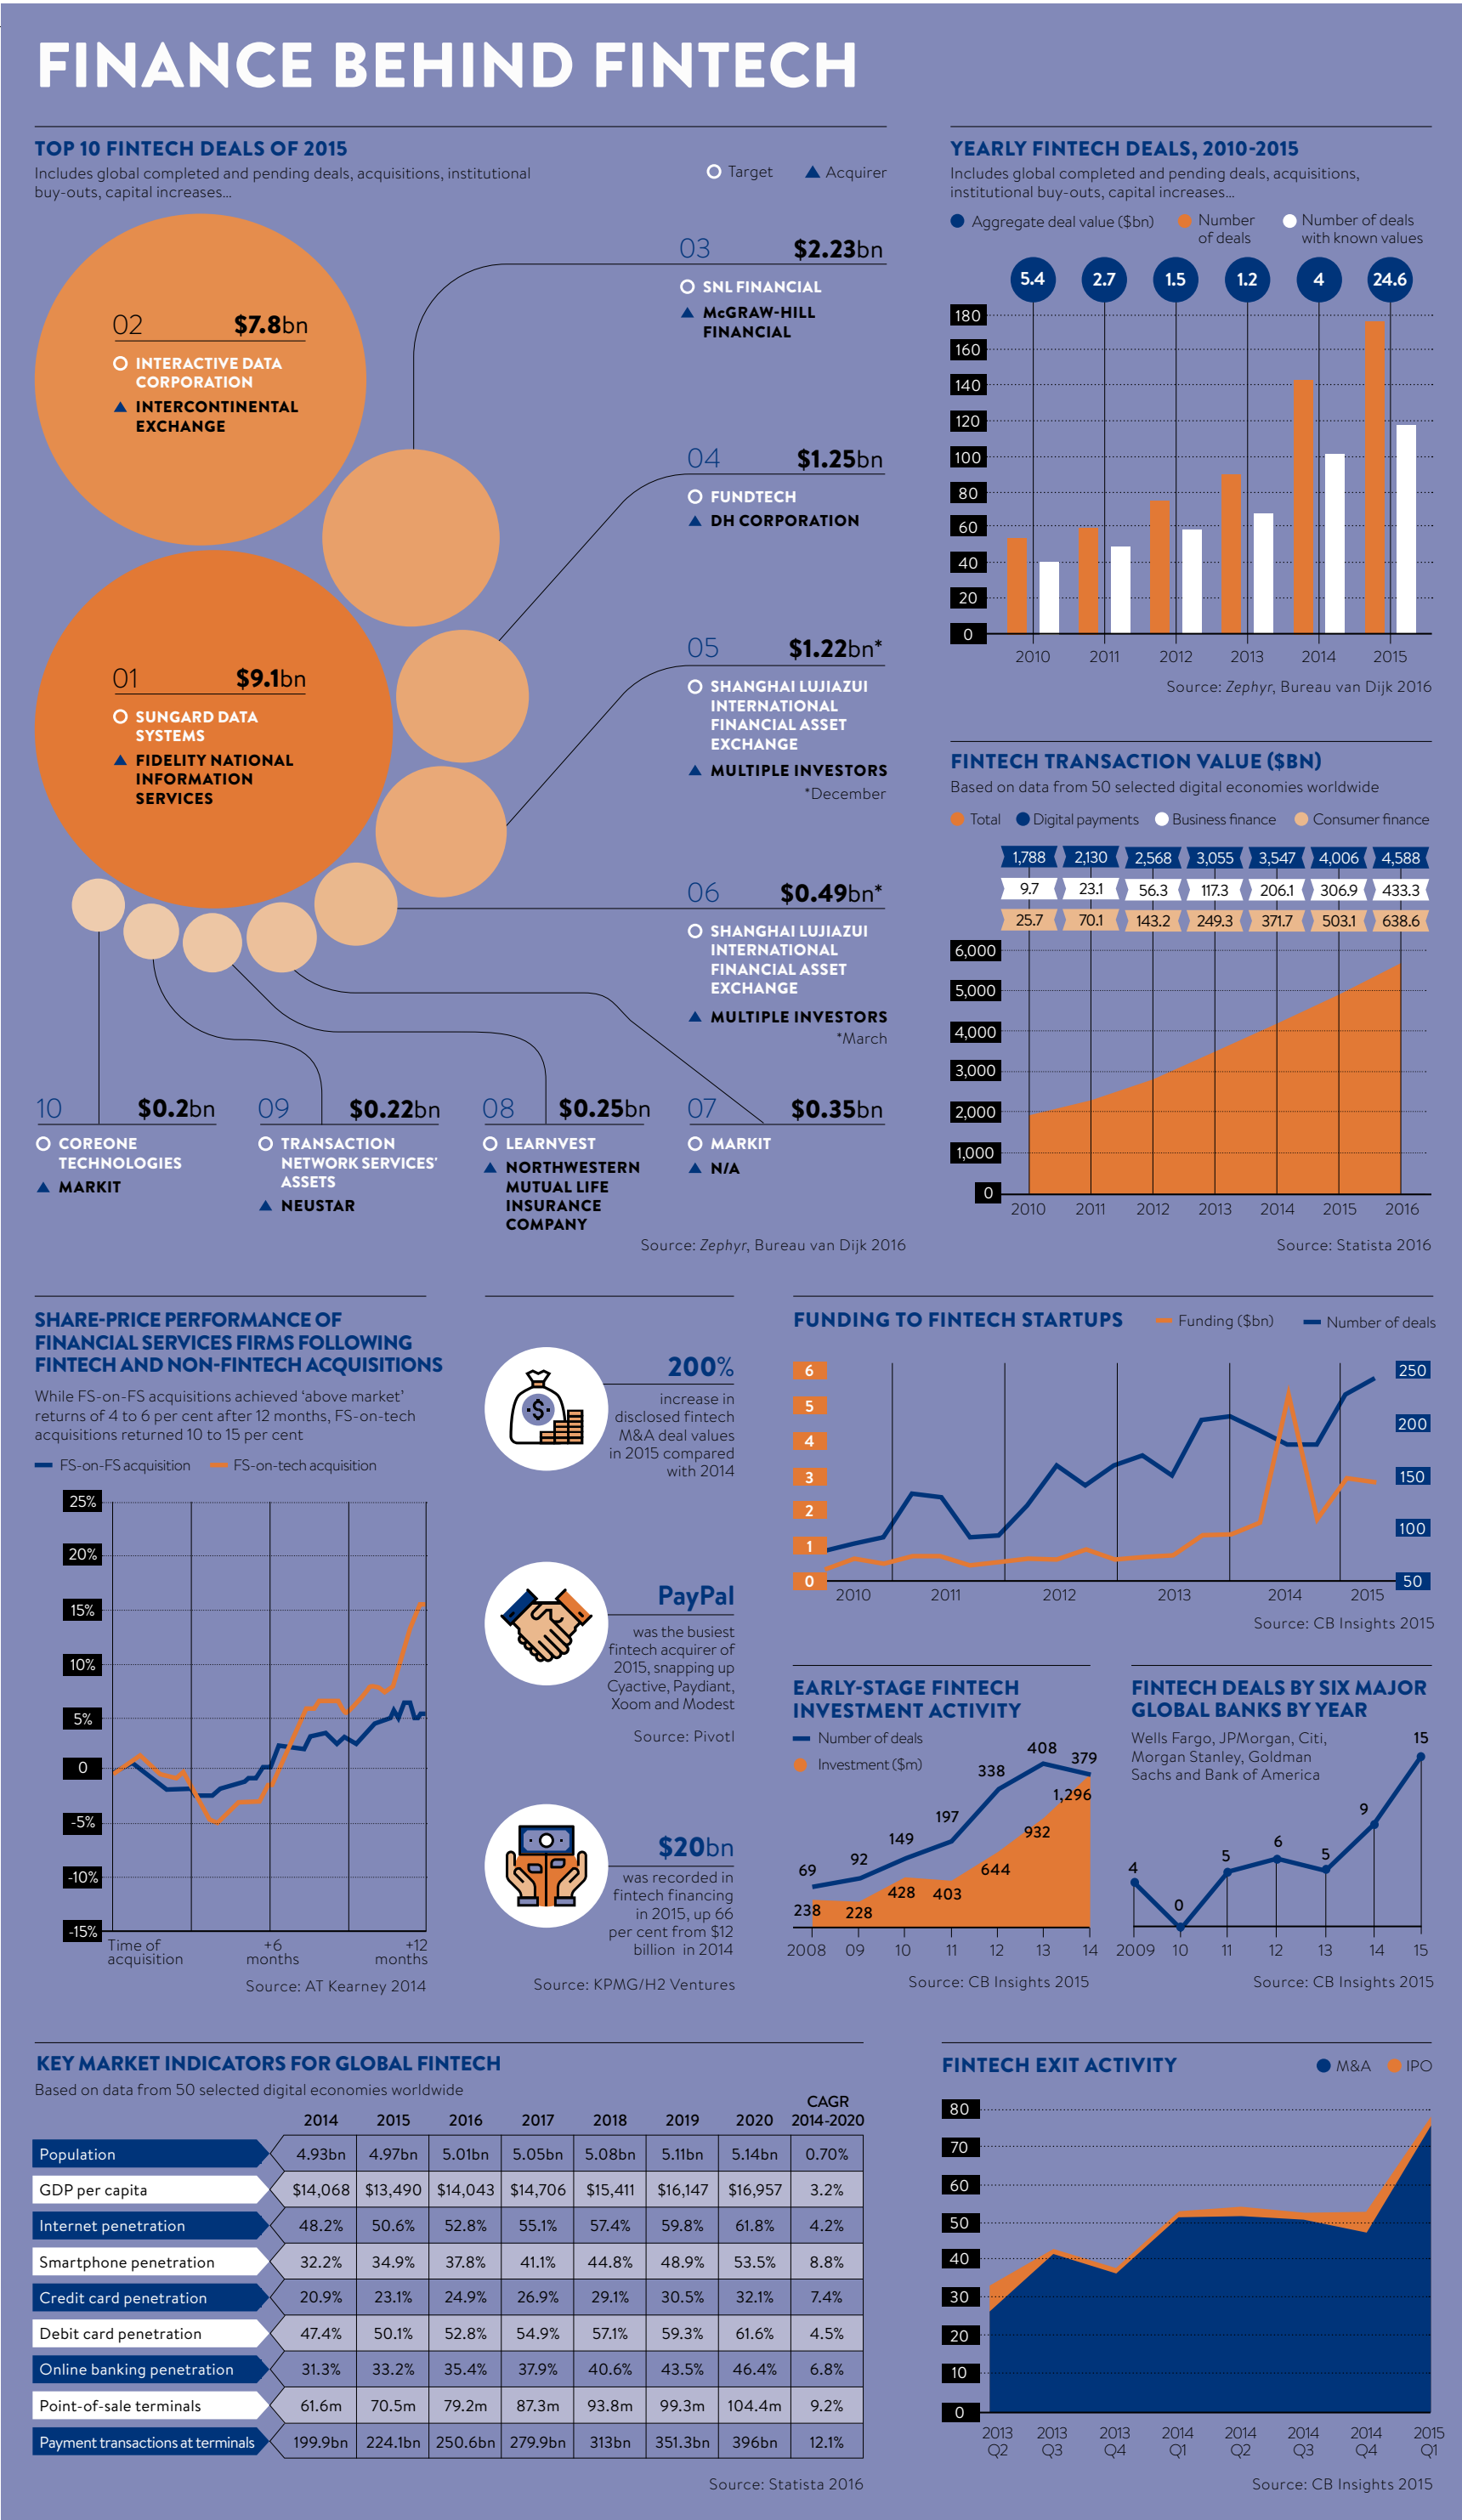 FINANCE BEHIND FINTECH
TOP 10 FINTECH DEALS OF 2015
Includes global completed and pending deals, acquisitions, institutional
buy-outs, capital increases...
Target
Acquirer
02 $7.8bn
INTERACTIVE DATA
CORPORATION
INTERCONTINENTAL
EXCHANGE
01 $9.1bn
SUNGARD DATA
SYSTEMS
FIDELITY NATIONAL
INFORMATION
SERVICES
03 $2.23bn
SNL FINANCIAL
McGRAW-HILL
FINANCIAL
04 $1.25bn
FUNDTECH
DH CORPORATION
05 $1.22bn*
SHANGHAI LUJIAZUI
INTERNATIONAL
FINANCIAL ASSET
EXCHANGE
MULTIPLE INVESTORS
*December
06 $0.49bn*
SHANGHAI LUJIAZUI
INTERNATIONAL
FINANCIAL ASSET
EXCHANGE
MULTIPLE INVESTORS
*March
10 $0.2bn
COREONE
TECHNOLOGIES
MARKIT
09 $0.22bn
TRANSACTION
NETWORK SERVICES'
ASSETS
NEUSTAR
08 $0.25bn
LEARNVEST
NORTHWESTERN
MUTUAL LIFE
INSURANCE
COMPANY
07 $0.35bn
MARKIT
N/A
Source: Zephyr, Bureau van Dijk 2016
YEARLY FINTECH DEALS, 2010-2015
Includes global completed and pending deals, acquisitions,
institutional buy-outs, capital increases...
Aggregate deal value ($bn)
Number
of deals
Number of deals
with known values
5.4 2.7 1.5 1.2 4 24.6
180
160
140
120
100
80
60
40
20
0
2010 2011 2012 2013 2014 2015
Source: Zephyr, Bureau van Dijk 2016
FINTECH TRANSACTION VALUE ($BN)
Based on data from 50 selected digital economies worldwide
Total Digital payments Business finance Consumer finance
1,788 2,130 2,568 3,055 3,547 4,006 4,588
9.7 23.1 56.3 117.3 206.1 306.9 433.3
25.7 70.1 143.2 249.3 371.7 503.1 638.6
6,000
5,000
4,000
3,000
2,000
1,000
0
2010 2011 2012 2013 2014 2015 2016
Source: Statista 2016
SHARE-PRICE PERFORMANCE OF
FINANCIAL SERVICES FIRMS FOLLOWING
FINTECH AND NON-FINTECH ACQUISITIONS
While FS-on-FS acquisitions achieved 'above market'
returns of 4 to 6 per cent after 12 months, FS-on-tech
acquisitions returned 10 to 15 per cent
FS-on-FS acquisition FS-on-tech acquisition
25%
20%
15%
10%
5%
0
-5%
-10%
-15%
Time of
acquisition
+6
months
+12
months
Source: AT Kearney 2014
200%
increase in
disclosed fintech
M&A deal values
in 2015 compared
with 2014
PayPal
was the busiest
fintech acquirer of
2015, snapping up
Cyactive, Paydiant,
Xoom and Modest
Source: Pivotl
$20bn
was recorded in
fintech financing
in 2015, up 66
per cent from $12
billion in 2014
Source: KPMG/H2 Ventures
FUNDING TO FINTECH STARTUPS
Funding ($bn) Number of deals
6
5
4
3
2
1
0
250
200
150
100
50
2010 2011 2012 2013 2014 2015
Source: CB Insights 2015
EARLY-STAGE FINTECH
INVESTMENT ACTIVITY
Number of deals
Investment ($m)
69 92 149 197 338 408 379
238 228 428 403 644 932 1,296
2008 09 10 11 12 13 14
Source: CB Insights 2015
FINTECH DEALS BY SIX MAJOR
GLOBAL BANKS BY YEAR
Wells Fargo, JPMorgan, Citi,
Morgan Stanley, Goldman
Sachs and Bank of America
4 0 5 6 5 9 15
2009 10 11 12 13 14 15
Source: CB Insights 2015
KEY MARKET INDICATORS FOR GLOBAL FINTECH
Based on data from 50 selected digital economies worldwide
2014 2015 2016 2017 2018 2019 2020 CAGR
2014-2020
Population 4.93bn 4.97bn 5.01bn 5.05bn 5.08bn 5.11bn 5.14bn 0.70%
GDP per capita $14,068 $13,490 $14,043 $14,706 $15,411 $16,147 $16,957 3.2%
Internet penetration 48.2% 50.6% 52.8% 55.1% 57.4% 59.8% 61.8% 4.2%
Smartphone penetration 32.2% 34.9% 37.8% 41.1% 44.8% 48.9% 53.5% 8.8%
Credit card penetration 20.9% 23.1% 24.9% 26.9% 29.1% 30.5% 32.1% 7.4%
Debit card penetration 47.4% 50.1% 52.8% 54.9% 57.1% 59.3% 61.6% 4.5%
Online banking penetration 31.3% 33.2% 35.4% 37.9% 40.6% 43.5% 46.4% 6.8%
Point-of-sale terminals 61.6m 70.5m 79.2m 87.3m 93.8m 99.3m 104.4m 9.2%
Payment transactions at terminals 199.9bn 224.1bn 250.6bn 279.9bn 313bn 351.3bn 396bn 12.1%
Source: Statista 2016
FINTECH EXIT ACTIVITY
M&A IPO
80
70
60
50
40
30
20
10
0
2013 2013 2013 2014 2014 2014 2014 2015
Q2 Q3 Q4 Q1 Q2 Q3 Q4 Q1
Source: CB Insights 2015